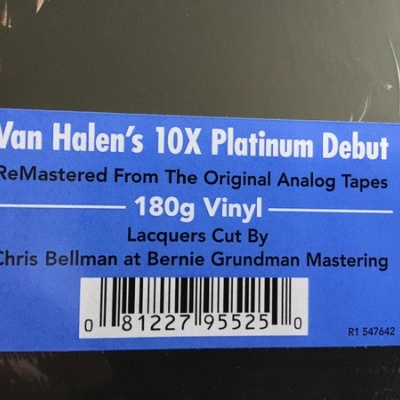 Van Halen's 10X Platinum Debut
ReMastered From The Original Analog Tapes
180g Vinyl
Lacquers Cut By
Chris Bellman at Bernie Grundman Mastering
0 81227 95525 0
R1 547642